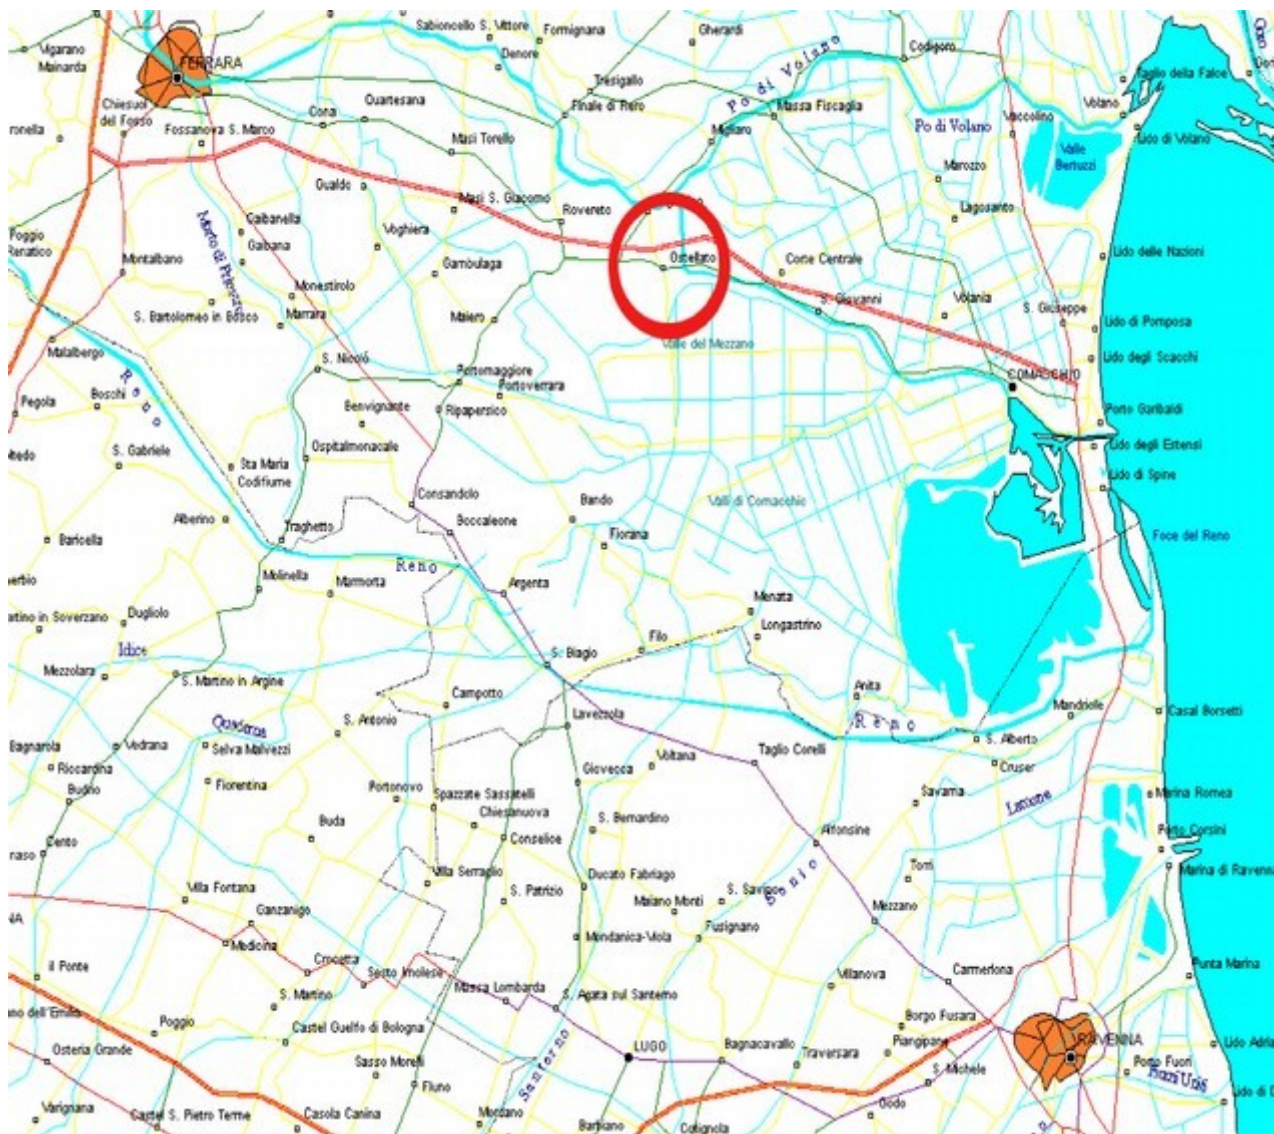 Sabioncello S. Vittore
Formignana
Gherardi
Denore
Codigoro
Vigarano
Mainarda
FERRARA
Tresigallo
Po di Volano
Taglio della Falce
Chiesuol
del Fosso
Cona
Quartesana
Finale di Rero
Massa Fiscaglia
Volano
Vaccolino
Po di Volano
Lido di Volano
Fossanova S. Marco
Masi Torello
Migliaro
Valle
Bertuzzi
Marozzo
Gualdo
Masi S. Giacomo
Rovereto
Lagosanto
Gaibanella
Voghiera
Gaibana
Montalbano
Gambulaga
Ostellato
Corte Centrale
Lido delle Nazioni
Monestirolo
S. Giovanni
Volania
S. Giuseppe
S. Bartolomeo in Bosco
Marrara
Maiero
Lido di Pomposa
Malalbergo
Valle del Mezzano
S. Nicolò
Lido degli Scacchi
Portomaggiore
COMACCHIO
Portoverrara
Reno
Boschi
Pegola
Benvignante
Ripapersico
Porto Garibaldi
S. Gabriele
Ospitalmonacale
Lido degli Estensi
Sta Maria
Codifiume
Lido di Spine
Consandolo
Bando
Valli di Comacchio
Alberino
Boccaleone
Baricella
Traghetto
Fiorana
Foce del Reno
Reno
Molinella
Marmorta
Argenta
Menata
Dugliolo
Longastrino
Idice
Filo
S. Biagio
Mezzolara
S. Martino in Argine
Campotto
Anita
Mandriole
Casal Borsetti
Quaderna
S. Antonio
Lavezzola
Reno
S. Alberto
Vedrana
Selva Malvezzi
Taglio Corelli
Riccardina
Voltana
Cruser
Fiorentina
Giovecca
Budrio
Portonovo
Spazzate Sassatelli
Savarna
Lamone
Marina Romea
Chiesanuova
Buda
Conselice
S. Bernardino
Alfonsine
Porto Corsini
Cento
Marina di Ravenna
Villa Serraglio
Ducato Fabriago
Torri
Villa Fontana
S. Patrizio
Maiano Monti
S. Savino
Senio
Ganzanigo
Mezzano
Medicina
Mondanica-Viola
Fusignano
Crocetta
Sesto Imolese
il Ponte
Villanova
Carmerlona
Punta Marina
S. Martino
Massa Lombarda
S. Agata sul Santerno
Castel Guelfo di Bologna
Borgo Fusara
Poggio
Santerno
LUGO
RAVENNA
Osteria Grande
Bagnacavallo
Piangipane
Sasso Morelli
Traversara
Porto Fuori
Fiumi Uniti
Fluno
S. Michele
Varignana
Castel S. Pietro Terme
Casola Canina
Mordano
Barbiano
Cotignola
Godo